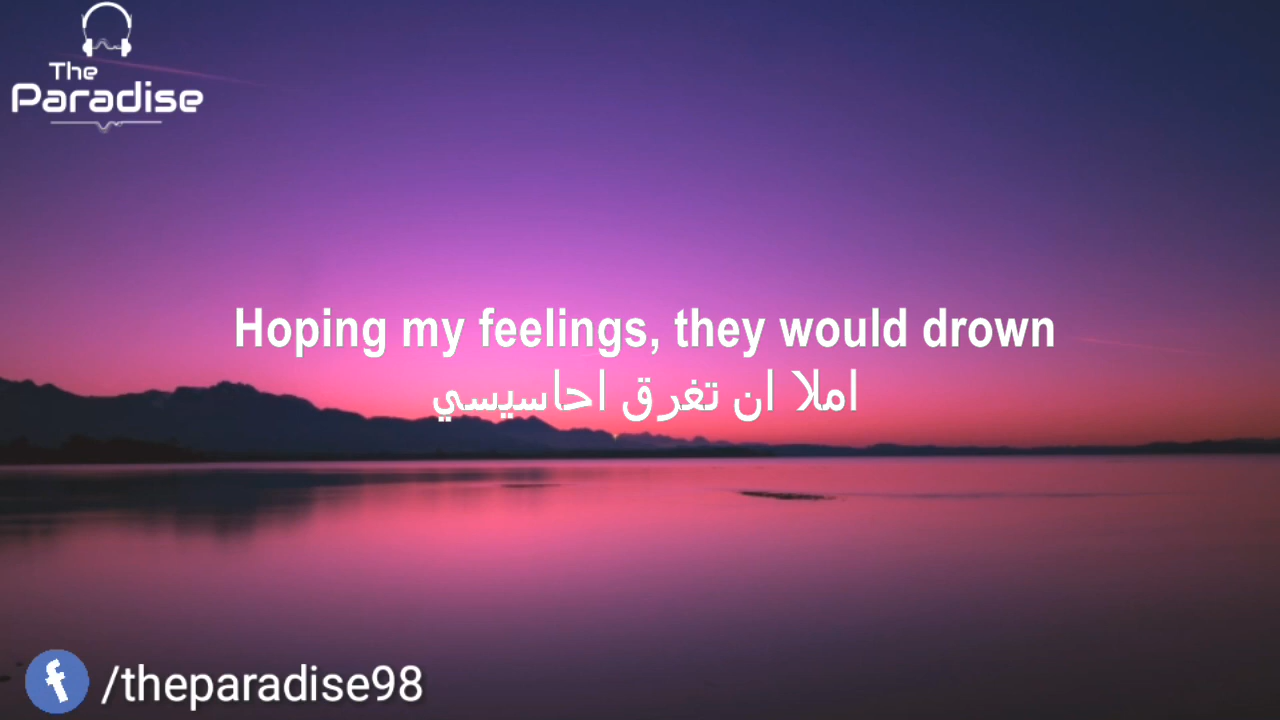 The
Paradise
Hoping my feelings, they would drown
املا ان تغرق احاسيسي
/theparadise98